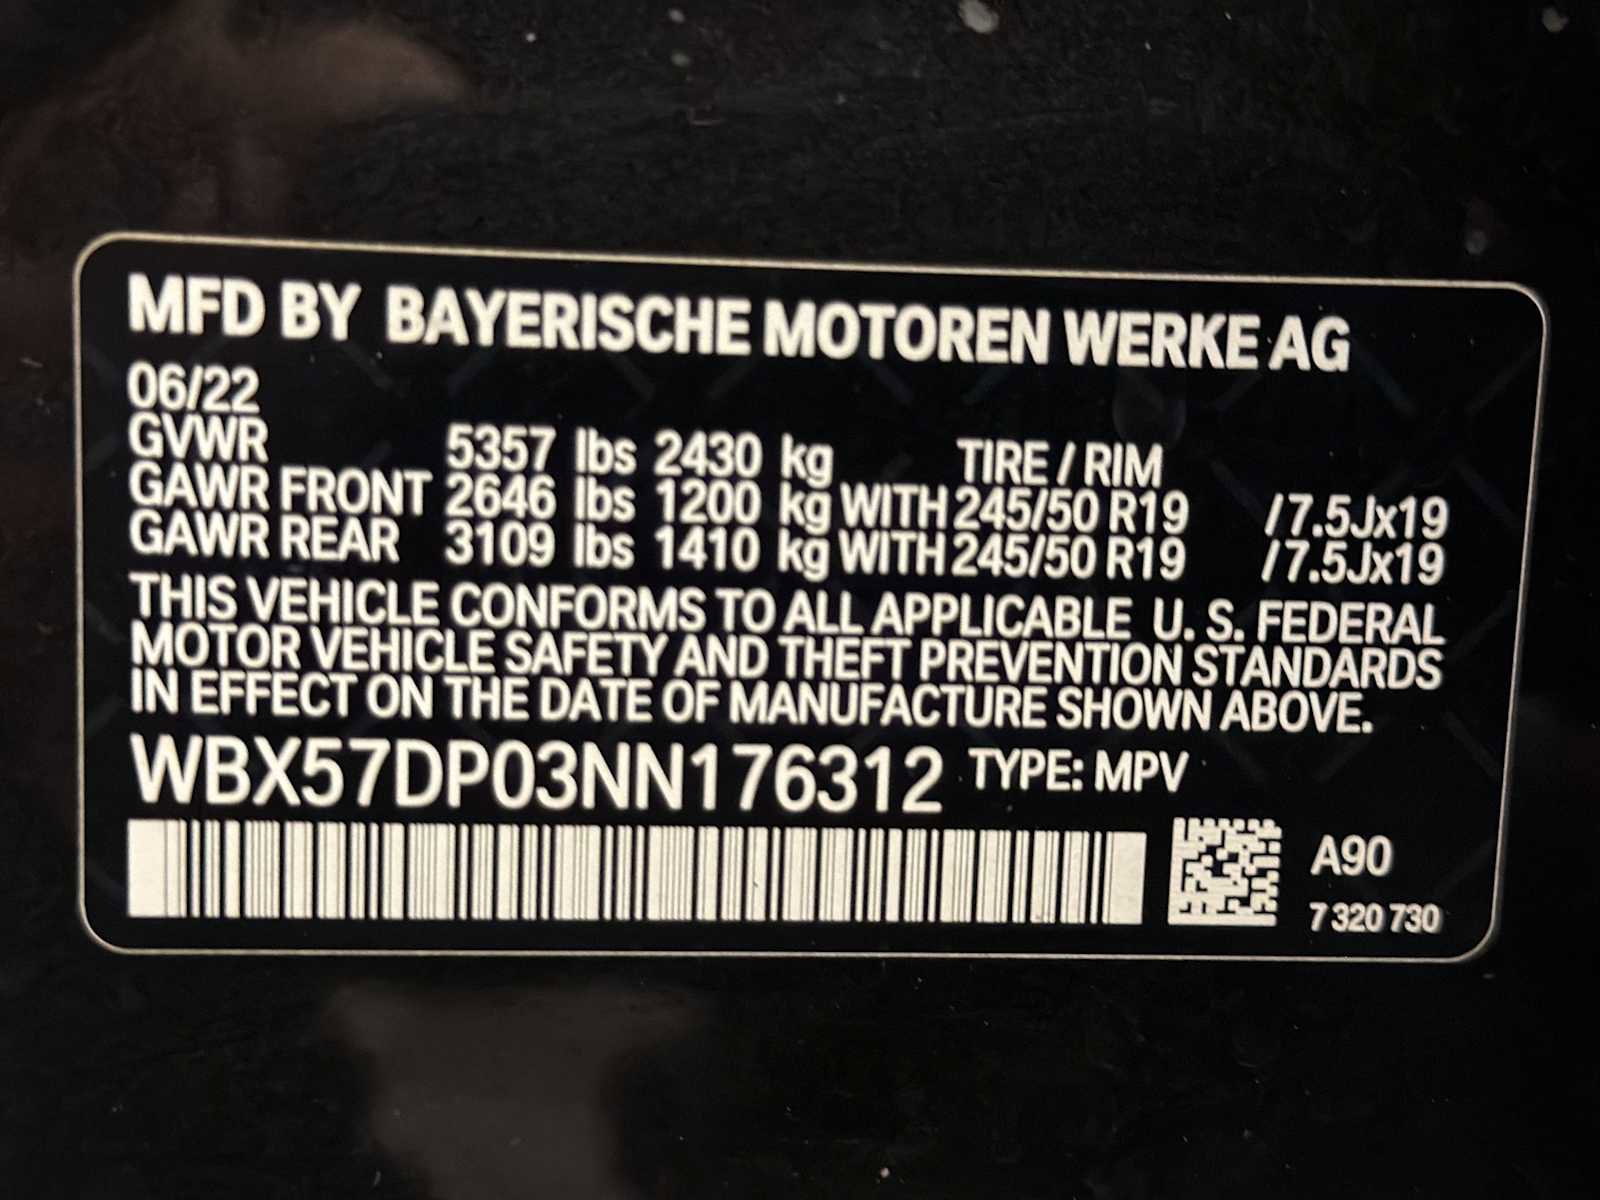 MFD BY BAYERISCHE MOTOREN WERKE AG
06/22
GVWR 5357 lbs 2430 kg TIRE / RIM
GAWR FRONT 2646 lbs 1200 kg WITH 245/50 R19 /7.5Jx19
GAWR REAR 3109 lbs 1410 kg WITH 245/50 R19 /7.5Jx19
THIS VEHICLE CONFORMS TO ALL APPLICABLE U. S. FEDERAL
MOTOR VEHICLE SAFETY AND THEFT PREVENTION STANDARDS
IN EFFECT ON THE DATE OF MANUFACTURE SHOWN ABOVE.
WBX57DP03NN176312 TYPE: MPV
A90
7 320 730